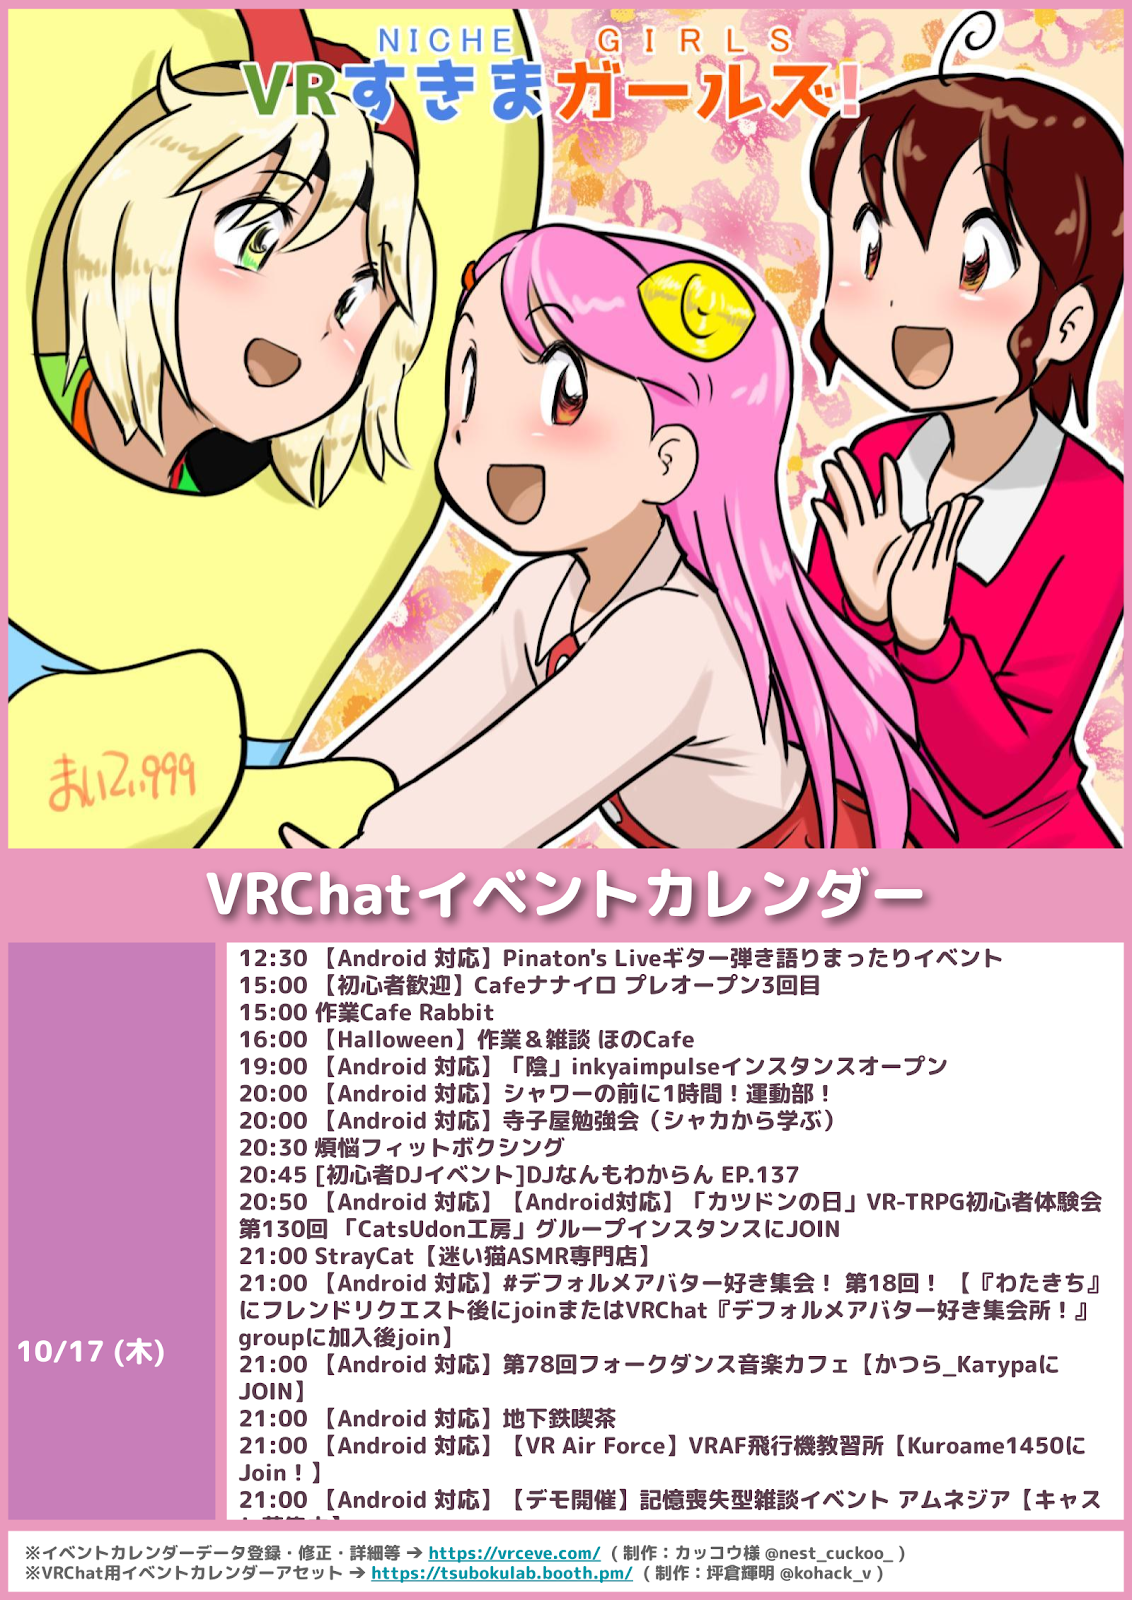 NICHE GIRLS
VRすきまガールズ!
まいてい999
VRChatイベントカレンダー
10/17 (木)
12:30 【Android 対応】Pinaton's Liveギター弾き語りまったりイベント
15:00 【初心者歓迎】Cafeナナイロ プレオープン3回目
15:00 作業Cafe Rabbit
16:00 【Halloween】作業＆雑談 ほのCafe
19:00 【Android 対応】「陰」inkyaimpulseインスタンスオープン
20:00 【Android 対応】シャワーの前に1時間！運動部！
20:00 【Android 対応】寺子屋勉強会（シャカから学ぶ）
20:30 煩悩フィットボクシング
20:45 [初心者DJイベント]DJなんもわからん EP.137
20:50 【Android 対応】【Android対応】「カツドンの日」VR-TRPG初心者体験会
第130回 「CatsUdon工房」グループインスタンスにJOIN
21:00 StrayCat【迷い猫ASMR専門店】
21:00 【Android 対応】#デフォルメアバター好き集会！ 第18回！ 【『わたきち』
にフレンドリクエスト後にjoinまたはVRChat『デフォルメアバター好き集会所！』
groupに加入後join】
21:00 【Android 対応】第78回フォークダンス音楽カフェ【かつら_Катураに
JOIN】
21:00 【Android 対応】地下鉄喫茶
21:00 【Android 対応】【VR Air Force】VRAF飛行機教習所【Kuroame1450に
Join！】
21:00 【Android 対応】【デモ開催】記憶喪失型雑談イベント アムネジア【キャス
※イベントカレンダーデータ登録・修正・詳細等 ➔ https://vrceve.com/ （制作：カッコウ様 @nest_cuckoo_ ）
※VRChat用イベントカレンダーアセット ➔ https://tsubokulab.booth.pm/ （制作：坪倉輝明 @kohack_v ）